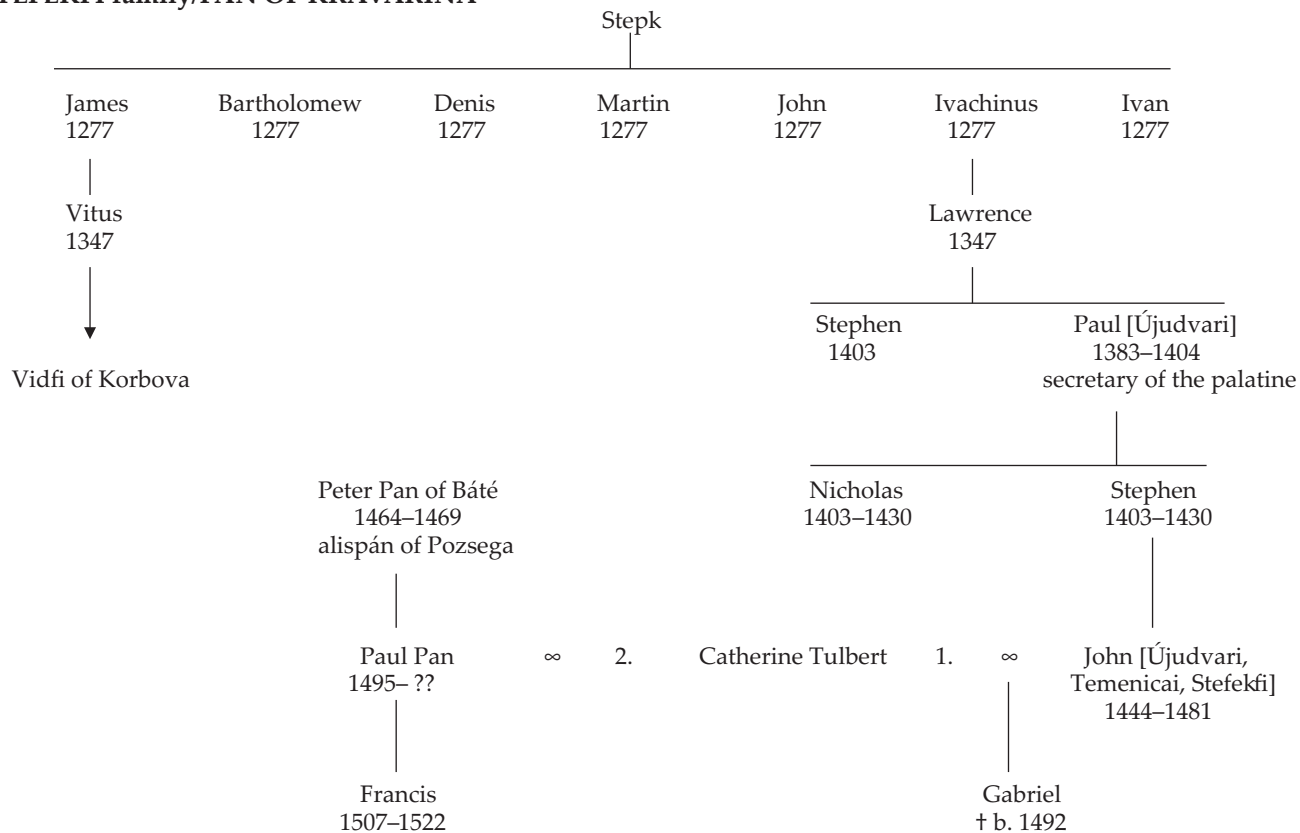 Stepk
James Bartholomew Denis Martin John Ivachinus Ivan
1277 1277 1277 1277 1277 1277 1277
Vitus Lawrence
1347 1347
Stephen Paul [Újudvari]
1403 1383–1404
secretary of the palatine
Vidfi of Korbova
Peter Pan of Báté Nicholas Stephen
1464–1469 1403–1430 1403–1430
alispán of Pozsega
Paul Pan ∞ 2. Catherine Tulbert 1. ∞ John [Újudvari,
1495– ?? Temenicai, Stefekfi]
1444–1481
Francis Gabriel
1507–1522 † b. 1492